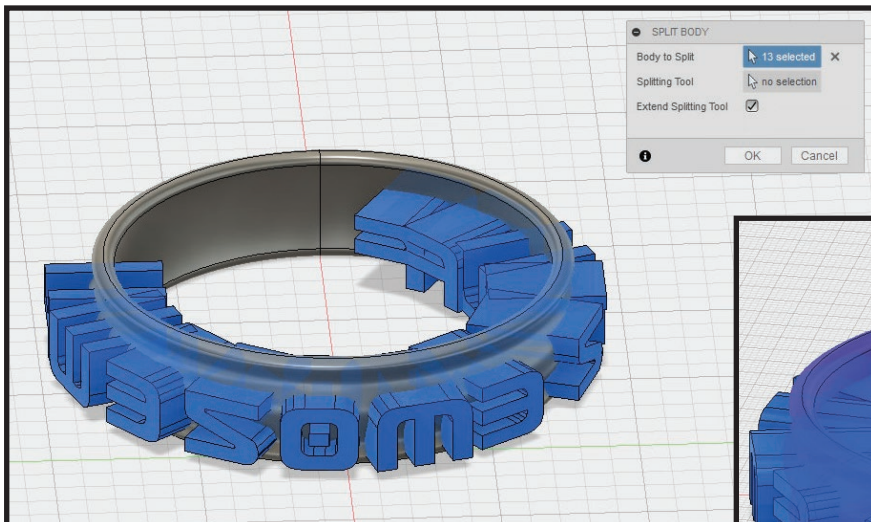 SPLIT BODY
Body to Split 13 selected
Splitting Tool no selection
Extend Splitting Tool
OK Cancel